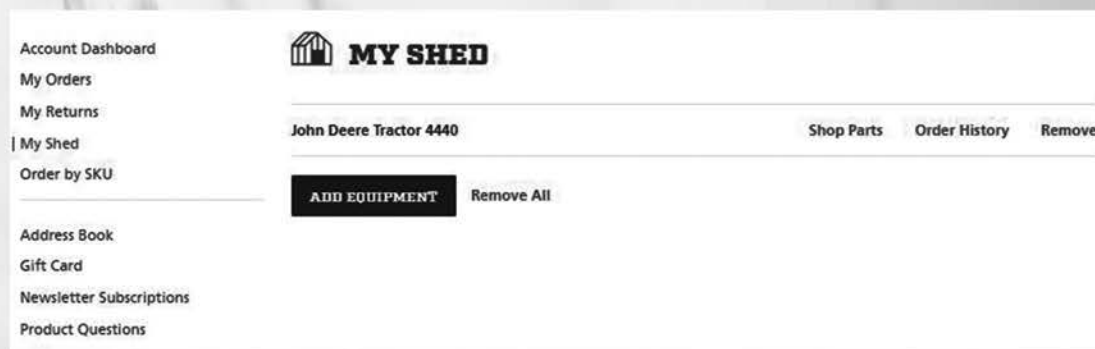 Account Dashboard
My Orders
My Returns
My Shed
Order by SKU
Address Book
Gift Card
Newsletter Subscriptions
Product Questions
MY SHED
John Deere Tractor 4440 Shop Parts Order History Remove
ADD EQUIPMENT Remove All